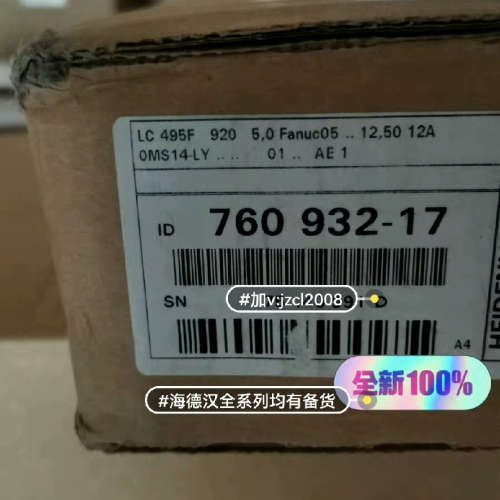 LC 495F 920 5,0 Fanuc05 .. 12,50 12A
0MS14-LY .. .. 01 .. AE 1
ID 760 932-17
SN
#加v:jzcl2008
A4
全新100%
#海德汉全系列均有备货